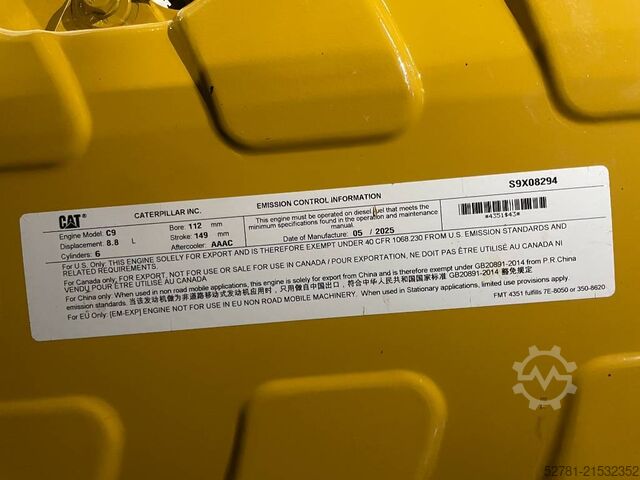 CAT
CATERPILLAR INC.
EMISSION CONTROL INFORMATION
S9X08294
Engine Model: C9
Bore: 112 mm
Displacement: 8.8 L
Stroke: 149 mm
Cylinders: 6
Aftercooler: AAAC
This engine must be operated on diesel fuel that meets the
minimum specifications found in the operation and maintenance
manual.
Date of Manufacture: 05 / 2025
*4351$43*
For U.S. Only: THIS ENGINE SOLELY FOR EXPORT AND IS THEREFORE EXEMPT UNDER 40 CFR 1068.230 FROM U.S. EMISSION STANDARDS AND
RELATED REQUIREMENTS.
For Canada only, FOR EXPORT, NOT FOR USE OR SALE FOR USE IN CANADA / POUR EXPORTATION. NE PAS ÊTRE UTILISÉ AU CANADA NI
VENDU POUR ÊTRE UTILISÉ AU CANADA
For China only: When used in non road mobile machinery, this engine is solely for export from China and is therefore exempt from GB20891-2014 per P.R.China
emission standards. 当该发动机做为非道路移动式发动机应用时,只用做自中国出口,符合中华人民共和国国家标准 GB20891-2014 豁免规定
For EU Only: [EM-EXP] ENGINE NOT FOR USE IN EU NON ROAD MOBILE MACHINERY. When used in Stationary applications, limited use provisions apply.
FMT 4351 fulfills 7E-8050 or 350-8620
52781-21532352